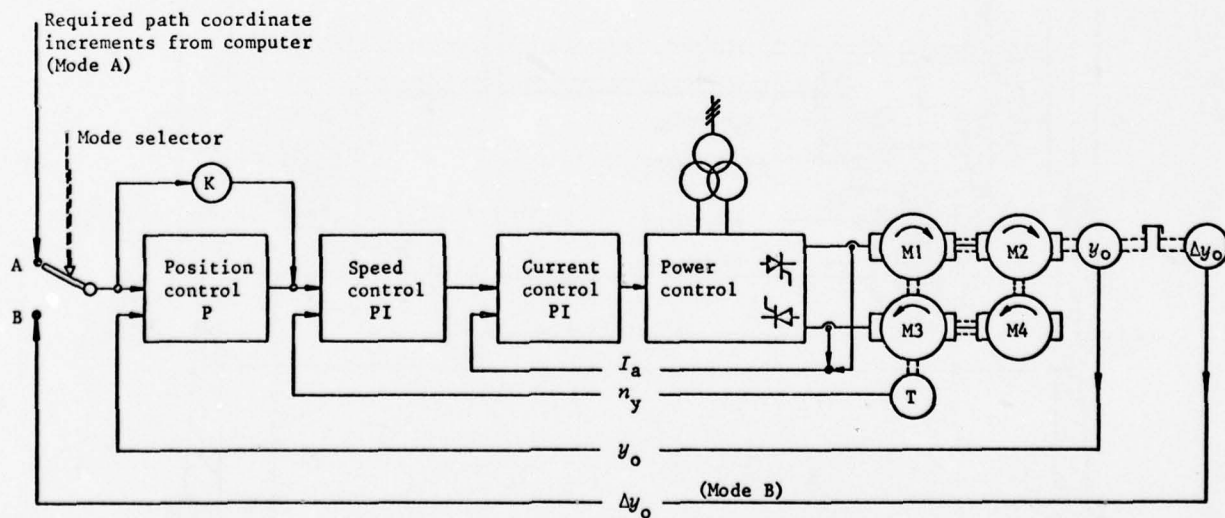 Required path coordinate
increments from computer
(Mode A)
Mode selector
K
A
B
Position
control
P
Speed
control
PI
Current
control
PI
Power
control
M1
M2
y₀
Δy₀
M3
M4
T
Iₐ
n_y
y₀
Δy₀
(Mode B)